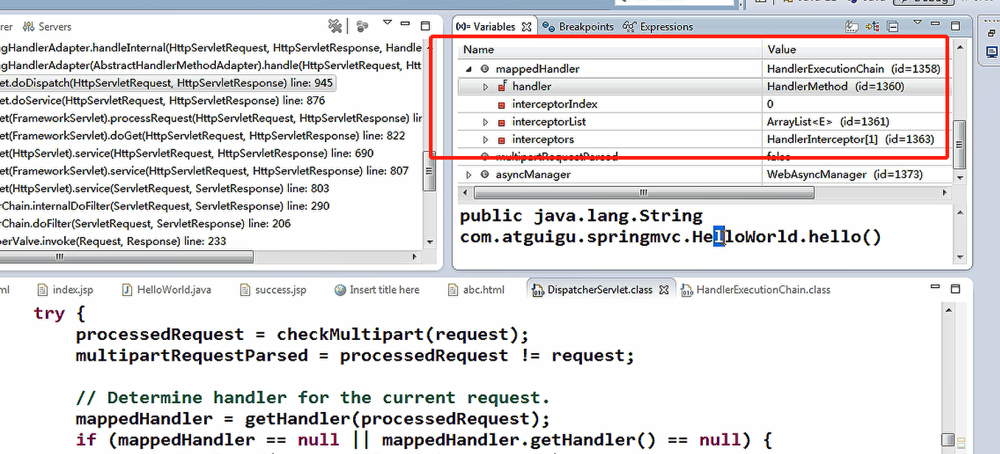 Servers
gHandlerAdapter.handleInternal(HttpServletRequest, HttpServletResponse, Handle
gHandlerAdapter(AbstractHandlerMethodAdapter).handle(HttpServletRequest, Htt
et.doDispatch(HttpServletRequest, HttpServletResponse) line: 945
et.doService(HttpServletRequest, HttpServletResponse) line: 876
et(FrameworkServlet).processRequest(HttpServletRequest, HttpServletResponse) lin
et(FrameworkServlet).doGet(HttpServletRequest, HttpServletResponse) line: 822
et(HttpServlet).service(HttpServletRequest, HttpServletResponse) line: 690
et(FrameworkServlet).service(HttpServletRequest, HttpServletResponse) line: 807
et(HttpServlet).service(ServletRequest, ServletResponse) line: 803
rChain.internalDoFilter(ServletRequest, ServletResponse) line: 290
rChain.doFilter(ServletRequest, ServletResponse) line: 206
perValve.invoke(Request, Response) line: 233
(x)= Variables Breakpoints Expressions
Name Value
mappedHandler HandlerExecutionChain (id=1358)
handler HandlerMethod (id=1360)
interceptorIndex 0
interceptorList ArrayList<E> (id=1361)
interceptors HandlerInterceptor[1] (id=1363)
multipartRequestParsed false
asyncManager WebAsyncManager (id=1373)
public java.lang.String
com.atguigu.springmvc.HelloWorld.hello()
ml index.jsp HelloWorld.java success.jsp Insert title here abc.html DispatcherServlet.class HandlerExecutionChain.class
try {
processedRequest = checkMultipart(request);
multipartRequestParsed = processedRequest != request;
// Determine handler for the current request.
mappedHandler = getHandler(processedRequest);
if (mappedHandler == null || mappedHandler.getHandler() == null) {